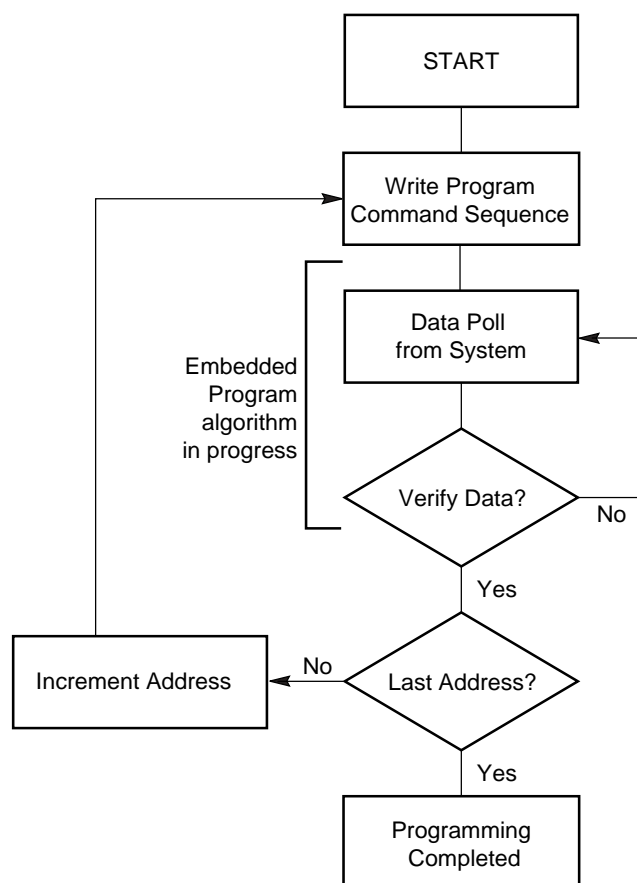 START
Write Program
Command Sequence
Data Poll
from System
Embedded
Program
algorithm
in progress
Verify Data?
No
Yes
Increment Address
No
Last Address?
Yes
Programming
Completed